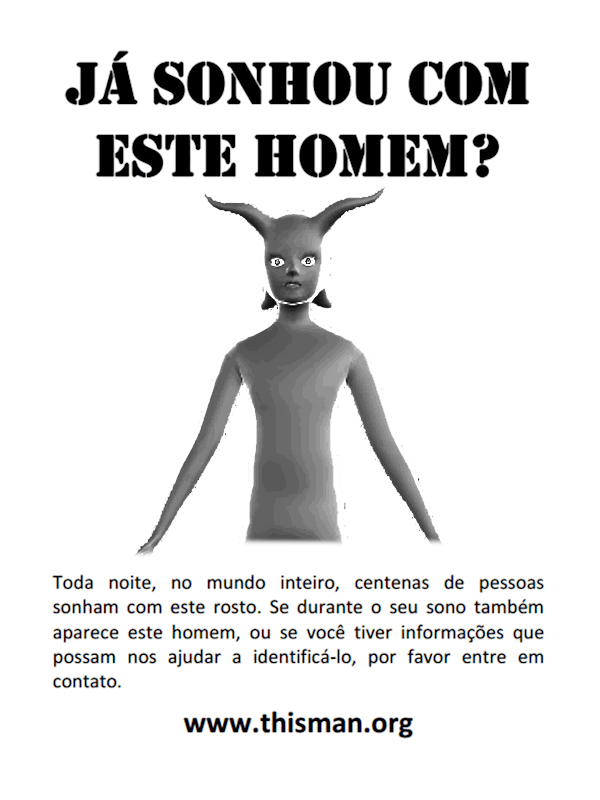 JÁ SONHOU COM
ESTE HOMEM?
Toda noite, no mundo inteiro, centenas de pessoas
sonham com este rosto. Se durante o seu sono também
aparece este homem, ou se você tiver informações que
possam nos ajudar a identificá-lo, por favor entre em
contato.
www.thisman.org